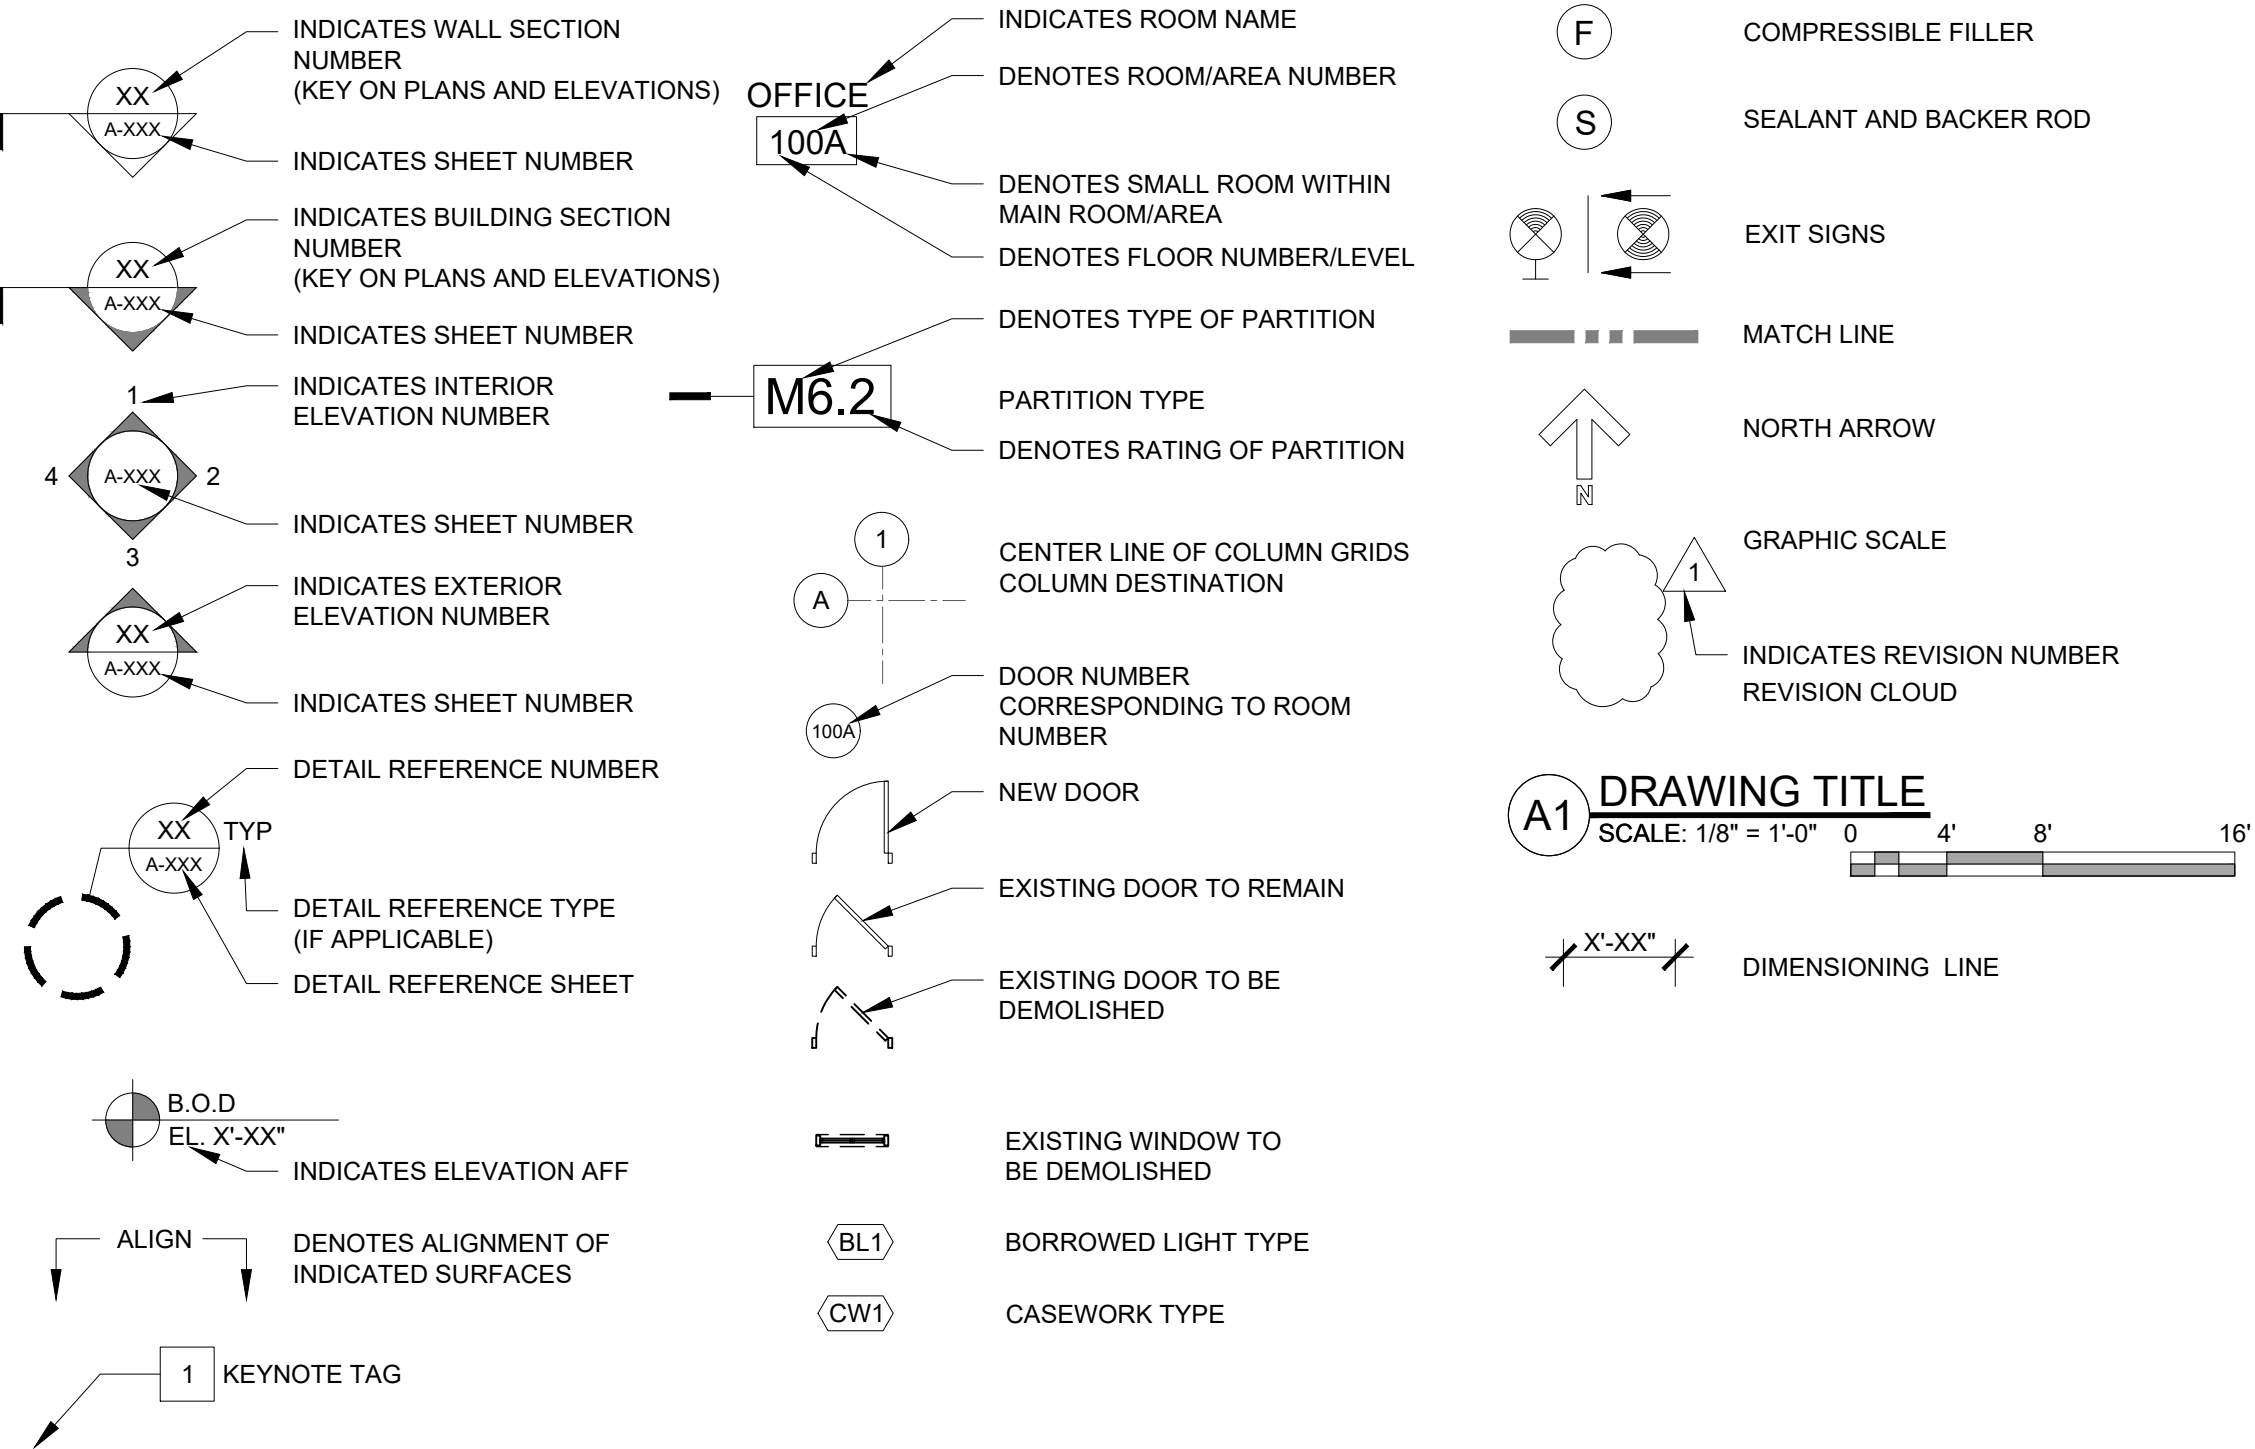 INDICATES WALL SECTION
NUMBER
(KEY ON PLANS AND ELEVATIONS)
XX
A-XXX
INDICATES SHEET NUMBER
INDICATES BUILDING SECTION
NUMBER
(KEY ON PLANS AND ELEVATIONS)
XX
A-XXX
INDICATES SHEET NUMBER
1
INDICATES INTERIOR
ELEVATION NUMBER
4
A-XXX
2
INDICATES SHEET NUMBER
3
INDICATES EXTERIOR
ELEVATION NUMBER
XX
A-XXX
INDICATES SHEET NUMBER
DETAIL REFERENCE NUMBER
XX
TYP
A-XXX
DETAIL REFERENCE TYPE
(IF APPLICABLE)
DETAIL REFERENCE SHEET
B.O.D
EL. X'-XX"
INDICATES ELEVATION AFF
ALIGN
DENOTES ALIGNMENT OF
INDICATED SURFACES
1
KEYNOTE TAG
INDICATES ROOM NAME
DENOTES ROOM/AREA NUMBER
OFFICE
100A
DENOTES SMALL ROOM WITHIN
MAIN ROOM/AREA
DENOTES FLOOR NUMBER/LEVEL
DENOTES TYPE OF PARTITION
M6.2
PARTITION TYPE
DENOTES RATING OF PARTITION
1
A
CENTER LINE OF COLUMN GRIDS
COLUMN DESTINATION
DOOR NUMBER
CORRESPONDING TO ROOM
NUMBER
100A
NEW DOOR
EXISTING DOOR TO REMAIN
EXISTING DOOR TO BE
DEMOLISHED
EXISTING WINDOW TO
BE DEMOLISHED
BL1
BORROWED LIGHT TYPE
CW1
CASEWORK TYPE
F
COMPRESSIBLE FILLER
S
SEALANT AND BACKER ROD
EXIT SIGNS
MATCH LINE
NORTH ARROW
N
GRAPHIC SCALE
1
INDICATES REVISION NUMBER
REVISION CLOUD
A1
DRAWING TITLE
SCALE: 1/8" = 1'-0"
0 4' 8' 16'
X'-XX"
DIMENSIONING LINE